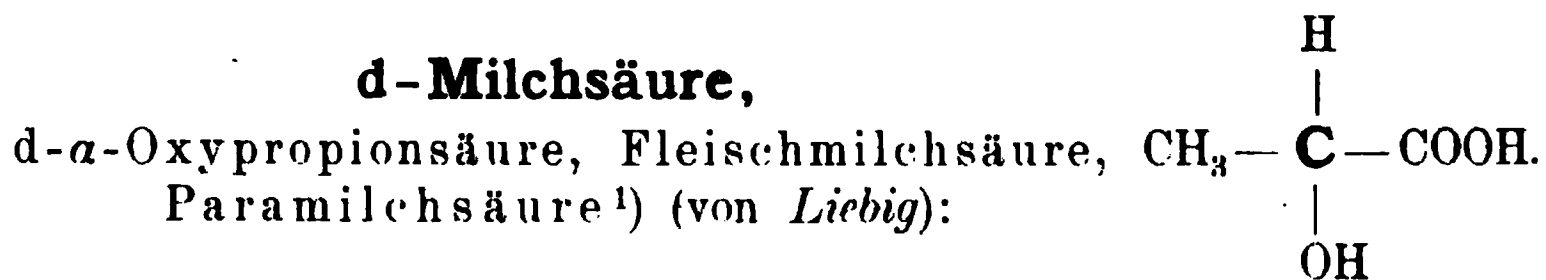 d-Milchsäure,
d-α-Oxypropionsäure, Fleischmilchsäure,
Paramilchsäure¹) (von Liebig):
H
CH₃—C—COOH.
OH